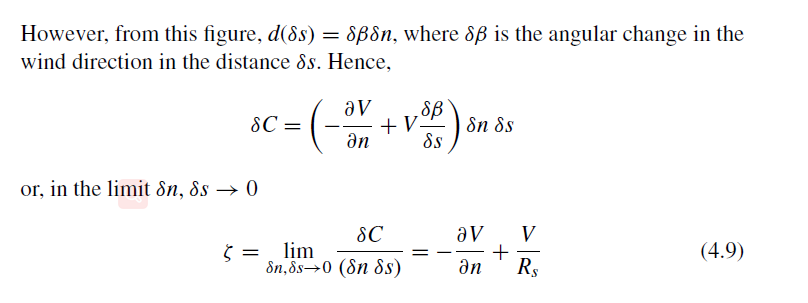 However, from this figure, d(δs) = δβδn, where δβ is the angular change in the
wind direction in the distance δs. Hence,
δC = (−∂V/∂n + V δβ/δs) δn δs
or, in the limit δn, δs → 0
ζ = lim_{δn,δs→0} δC/(δn δs) = −∂V/∂n + V/R_s (4.9)